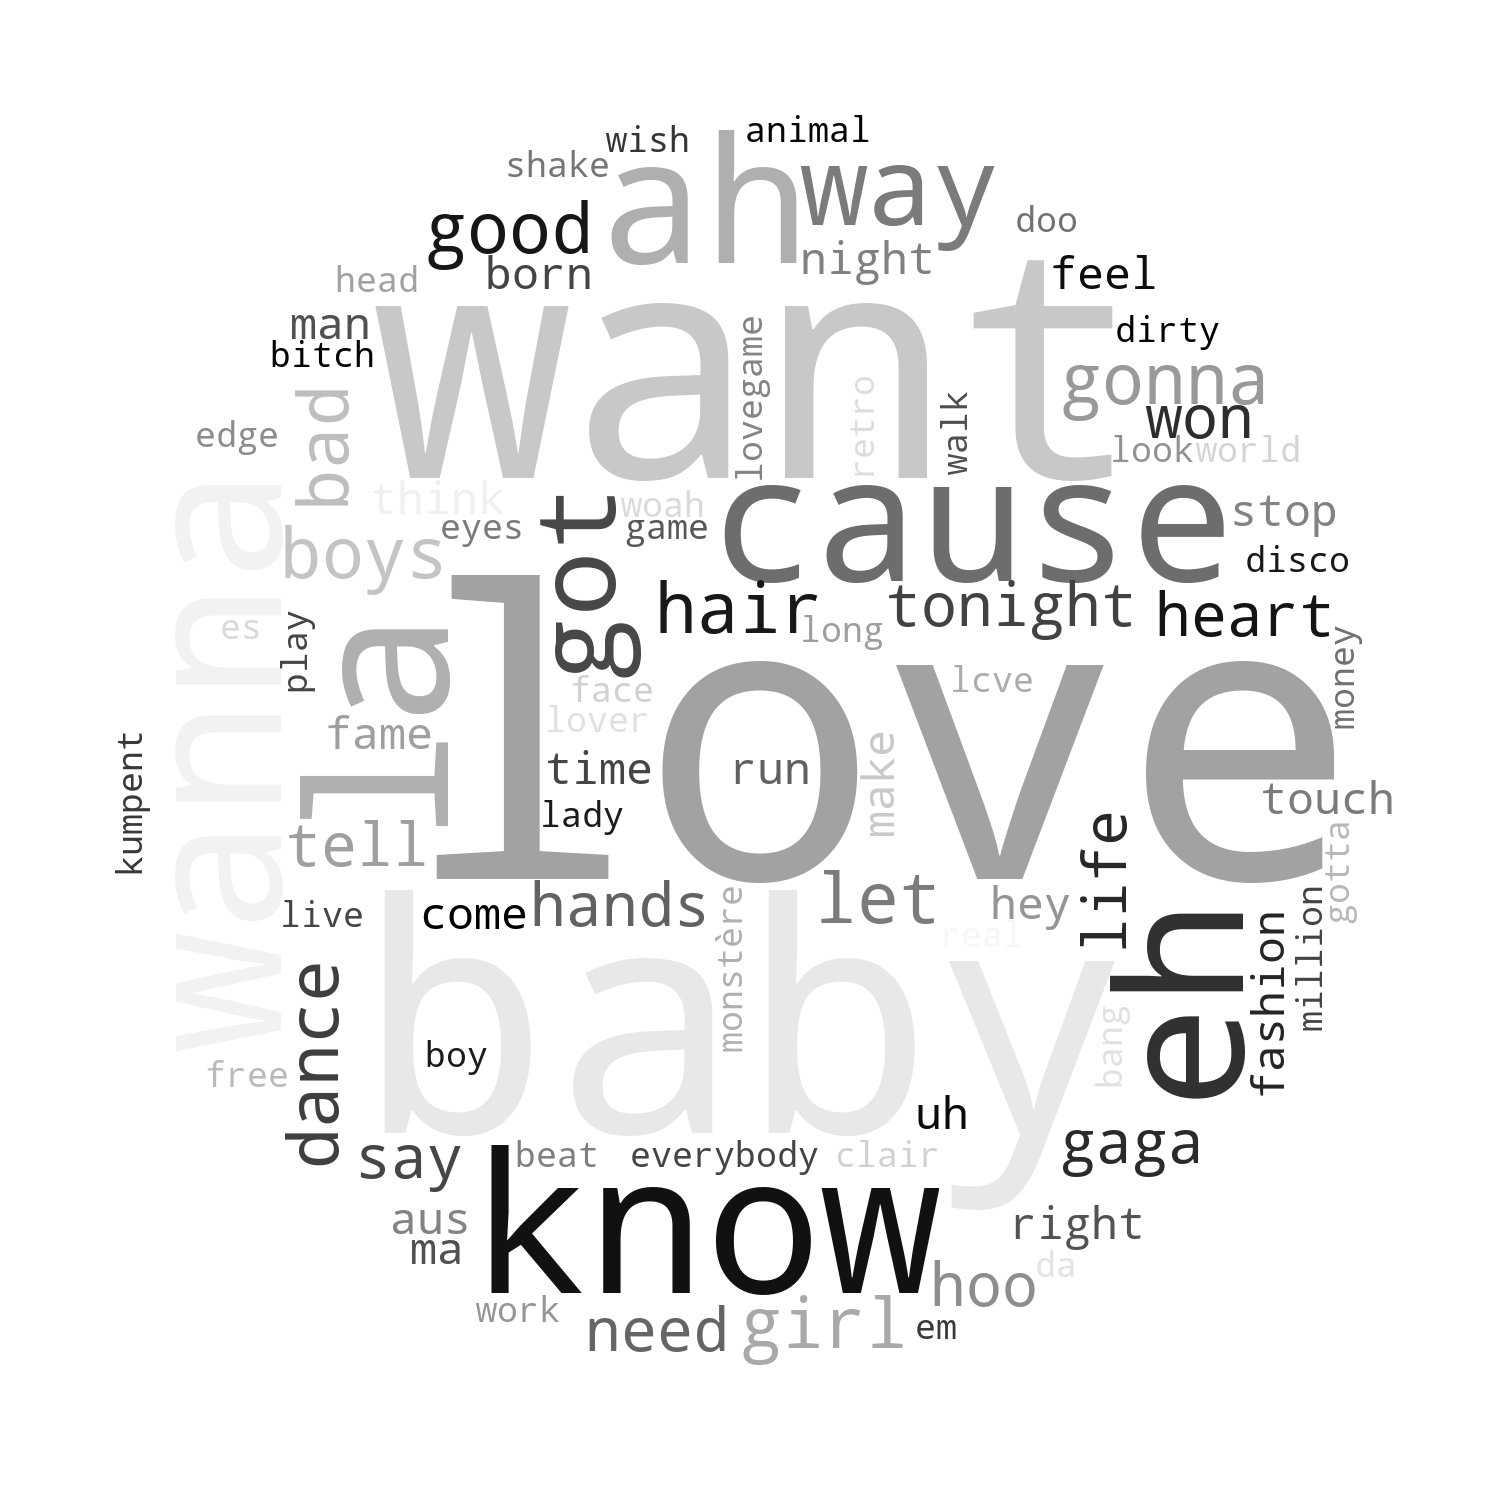 animal
wish
shake
ah
way
good
doo
night
born
feel
head
want
man
dirty
bitch
gonna
lovegame
retro
bad
walk
won
edge
look
world
think
woah
cause
got
stop
eyes
game
boys
disco
wanna
hair
tonight
heart
long
es
play
la
love
money
face
lcve
lover
fame
kumpent
time
run
make
lady
touch
tell
life
gotta
live
come
hands
let
hey
real
eh
fashion
million
monstère
baby
dance
bang
boy
free
uh
gaga
say
beat
everybody
clair
know
aus
ma
right
hoo
da
work
need
girl
em